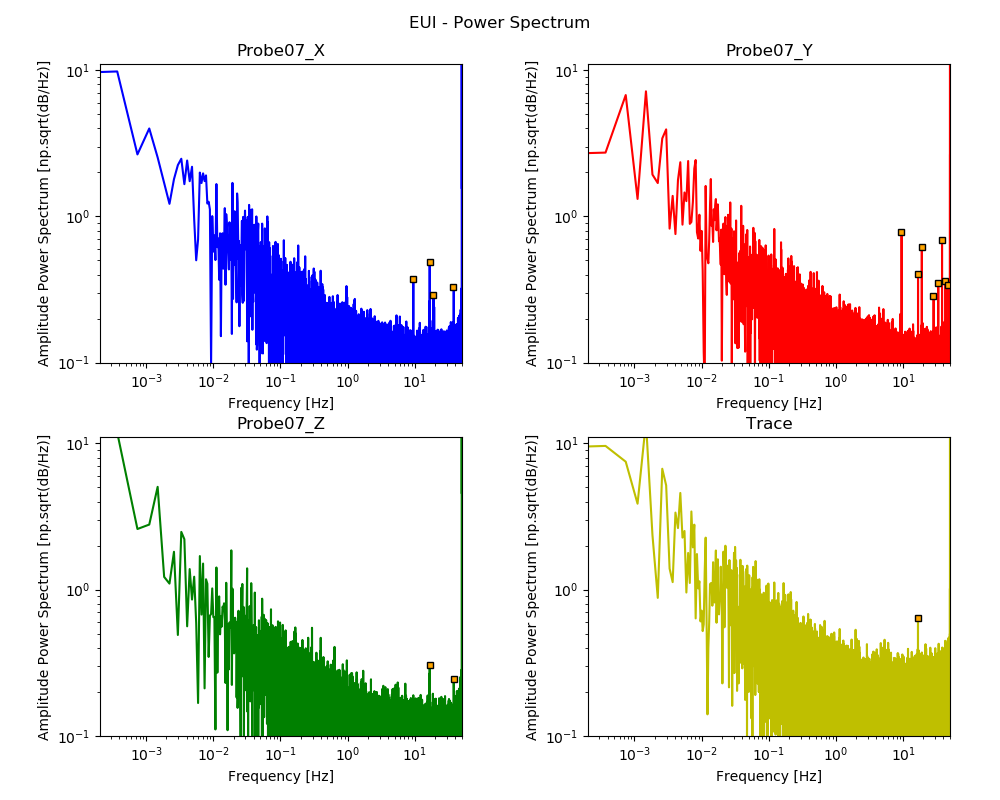 EUI - Power Spectrum
Probe07_X
Probe07_Y
Amplitude Power Spectrum [np.sqrt(dB/Hz)]
10¹
10⁰
10⁻¹
10⁻³ 10⁻² 10⁻¹ 10⁰ 10¹
Frequency [Hz]
Amplitude Power Spectrum [np.sqrt(dB/Hz)]
10¹
10⁰
10⁻¹
10⁻³ 10⁻² 10⁻¹ 10⁰ 10¹
Frequency [Hz]
Probe07_Z
Trace
Amplitude Power Spectrum [np.sqrt(dB/Hz)]
10¹
10⁰
10⁻¹
10⁻³ 10⁻² 10⁻¹ 10⁰ 10¹
Frequency [Hz]
Amplitude Power Spectrum [np.sqrt(dB/Hz)]
10¹
10⁰
10⁻¹
10⁻³ 10⁻² 10⁻¹ 10⁰ 10¹
Frequency [Hz]